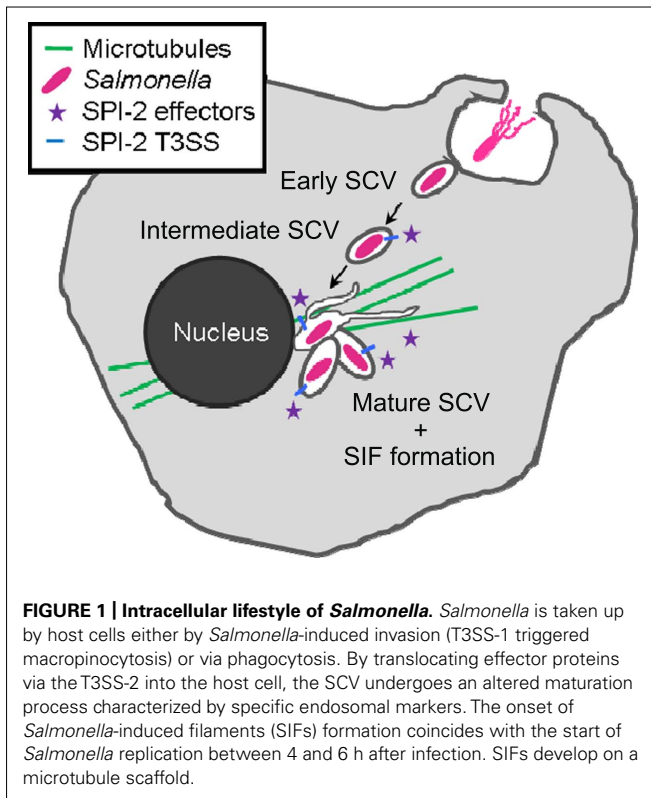 Microtubules
Salmonella
SPI-2 effectors
SPI-2 T3SS
Early SCV
Intermediate SCV
Nucleus
Mature SCV
+
SIF formation
FIGURE 1 | Intracellular lifestyle of Salmonella. Salmonella is taken up
by host cells either by Salmonella-induced invasion (T3SS-1 triggered
macropinocytosis) or via phagocytosis. By translocating effector proteins
via the T3SS-2 into the host cell, the SCV undergoes an altered maturation
process characterized by specific endosomal markers. The onset of
Salmonella-induced filaments (SIFs) formation coincides with the start of
Salmonella replication between 4 and 6 h after infection. SIFs develop on a
microtubule scaffold.